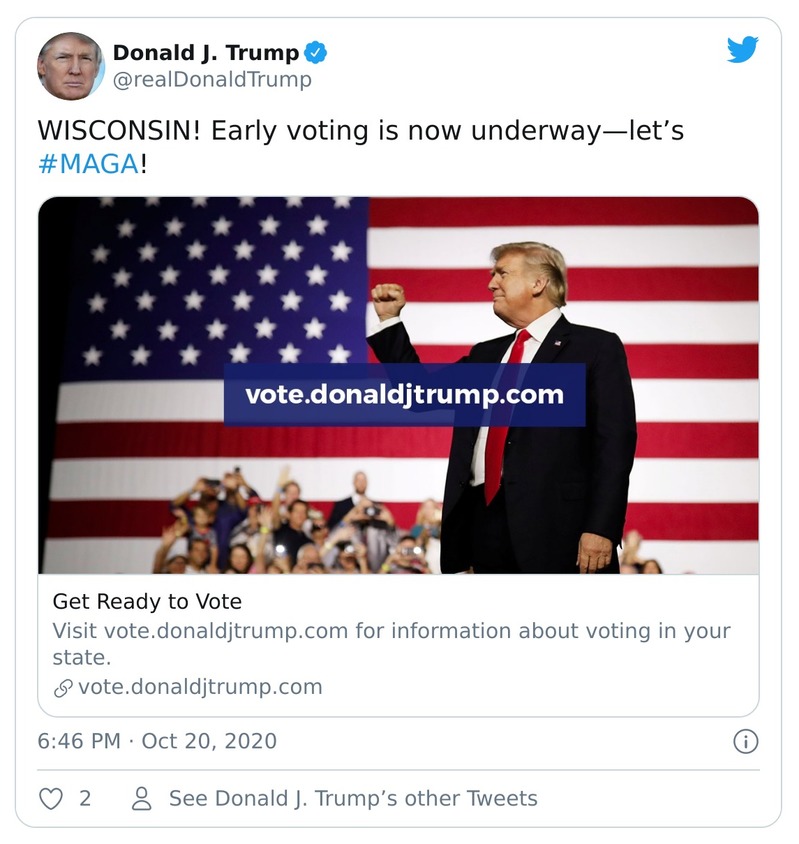 Donald J. Trump
@realDonaldTrump
WISCONSIN! Early voting is now underway—let’s
#MAGA!
vote.donaldjtrump.com
Get Ready to Vote
Visit vote.donaldjtrump.com for information about voting in your
state.
vote.donaldjtrump.com
6:46 PM · Oct 20, 2020
2 See Donald J. Trump’s other Tweets